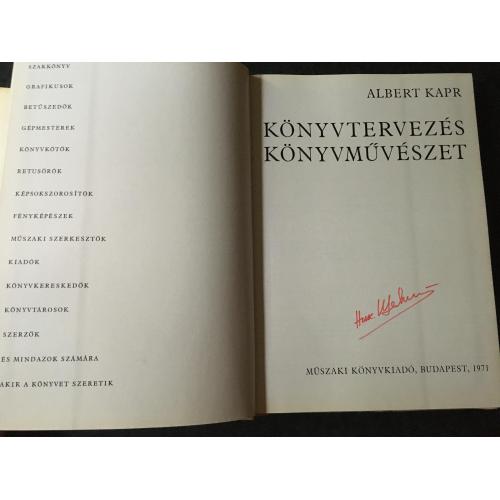 SZAKKÖNYV
GRAFIKUSOK
BETŰSZEDŐK
GÉPMESTEREK
KÖNYVKÖTŐK
RETUSŐRÖK
KÉPSOKSZOROSÍTÓK
FÉNYKÉPÉSZEK
MŰSZAKI SZERKESZTŐK
KIADÓK
KÖNYVKERESKEDŐK
KÖNYVTÁROSOK
SZERZŐK
ÉS MINDAZOK SZÁMÁRA
AKIK A KÖNYVET SZERETIK
ALBERT KAPR
KÖNYVTERVEZÉS
KÖNYVMŰVÉSZET
MŰSZAKI KÖNYVKIADÓ, BUDAPEST, 1971